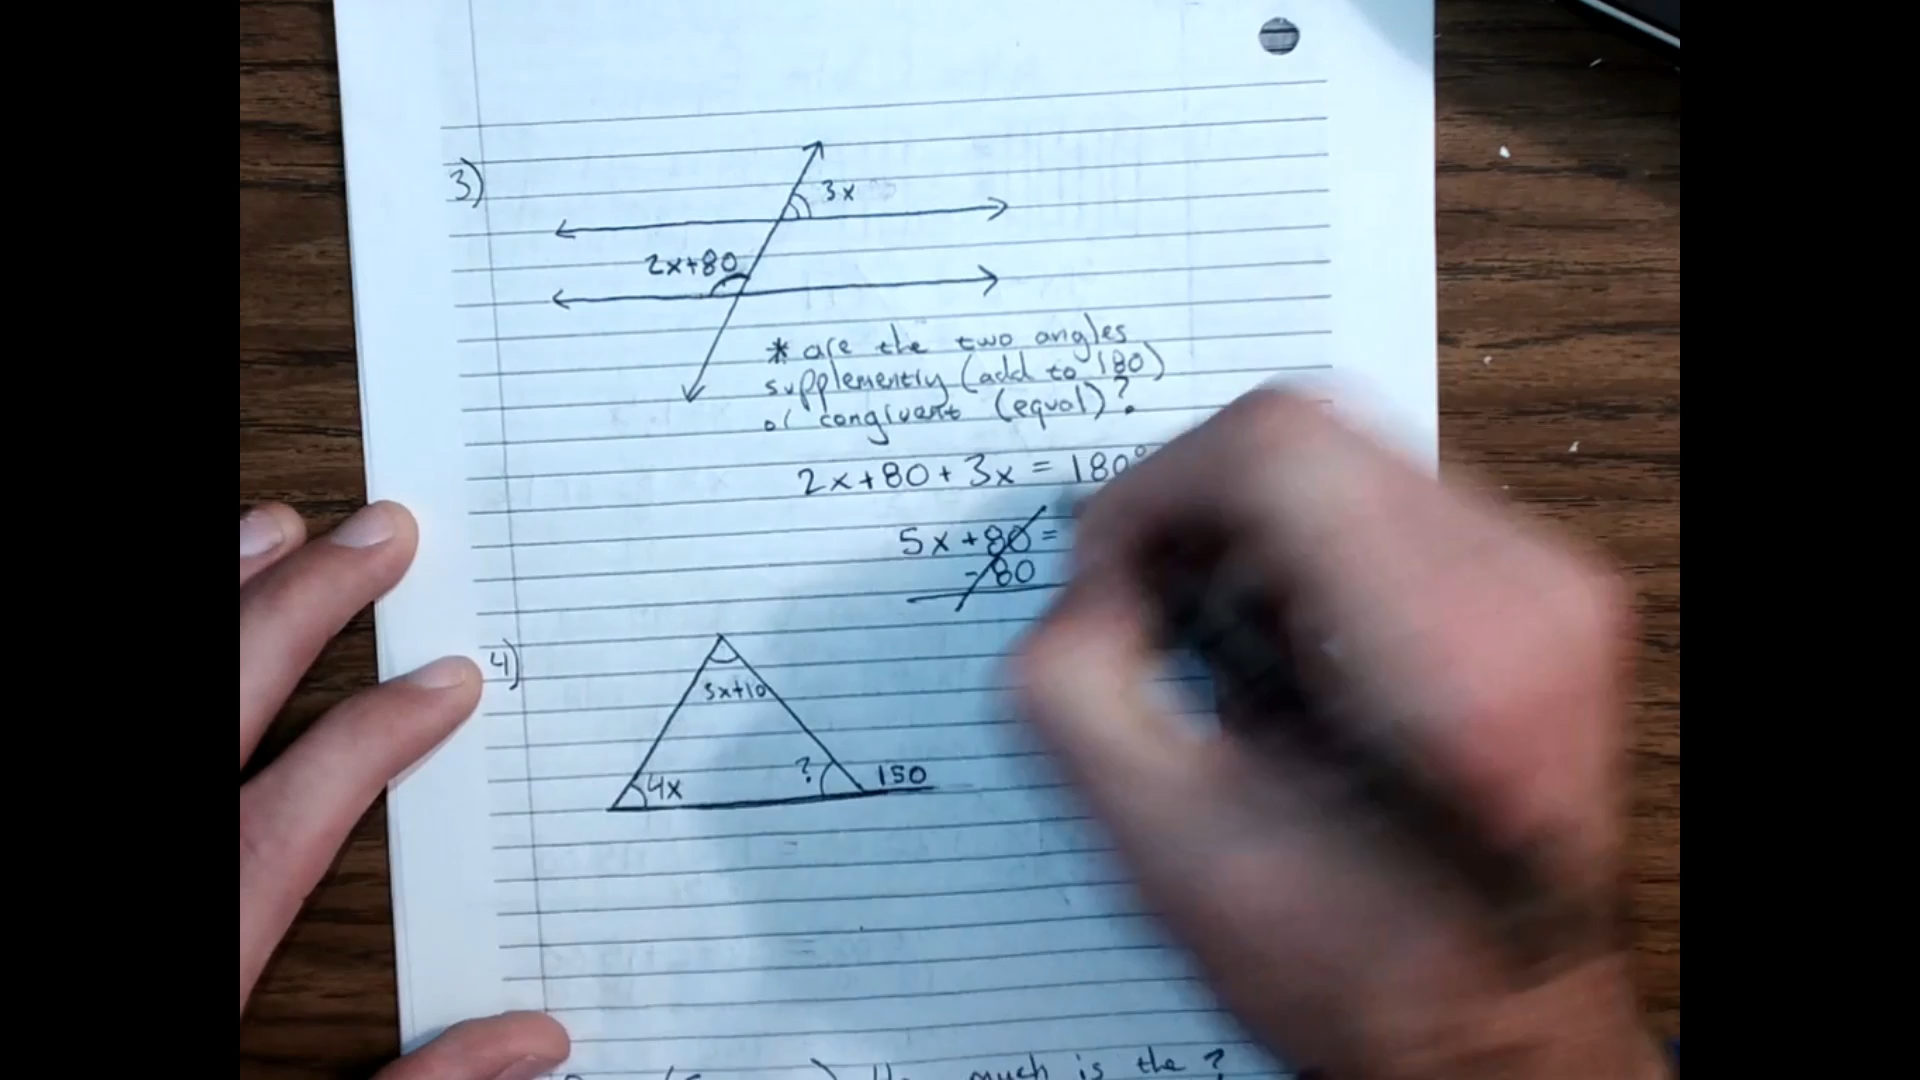 3)
3x
2x+80
* are the two angles
supplementry (add to 180)
or congruent (equal)?
2x+80+3x = 180°
5x+80=
-80
4)
5x+10
4x
?
150
much is the ?